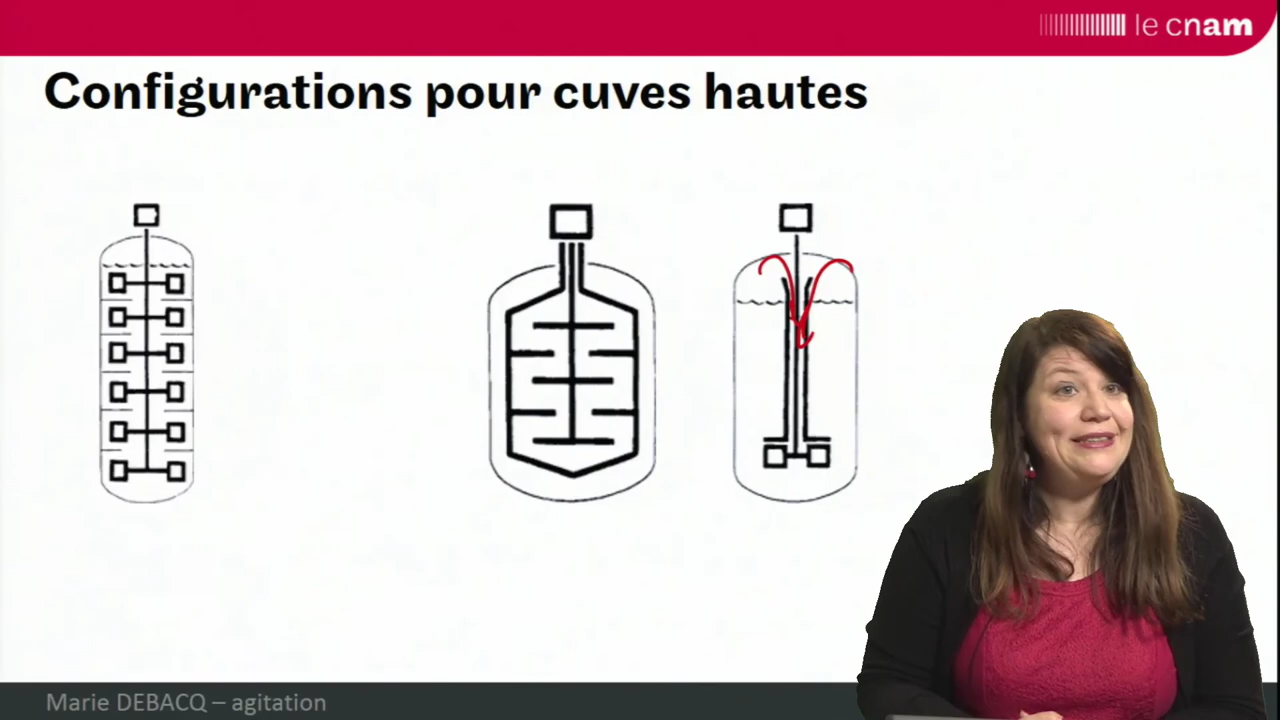 le cnam
Configurations pour cuves hautes
Marie DEBACQ – agitation